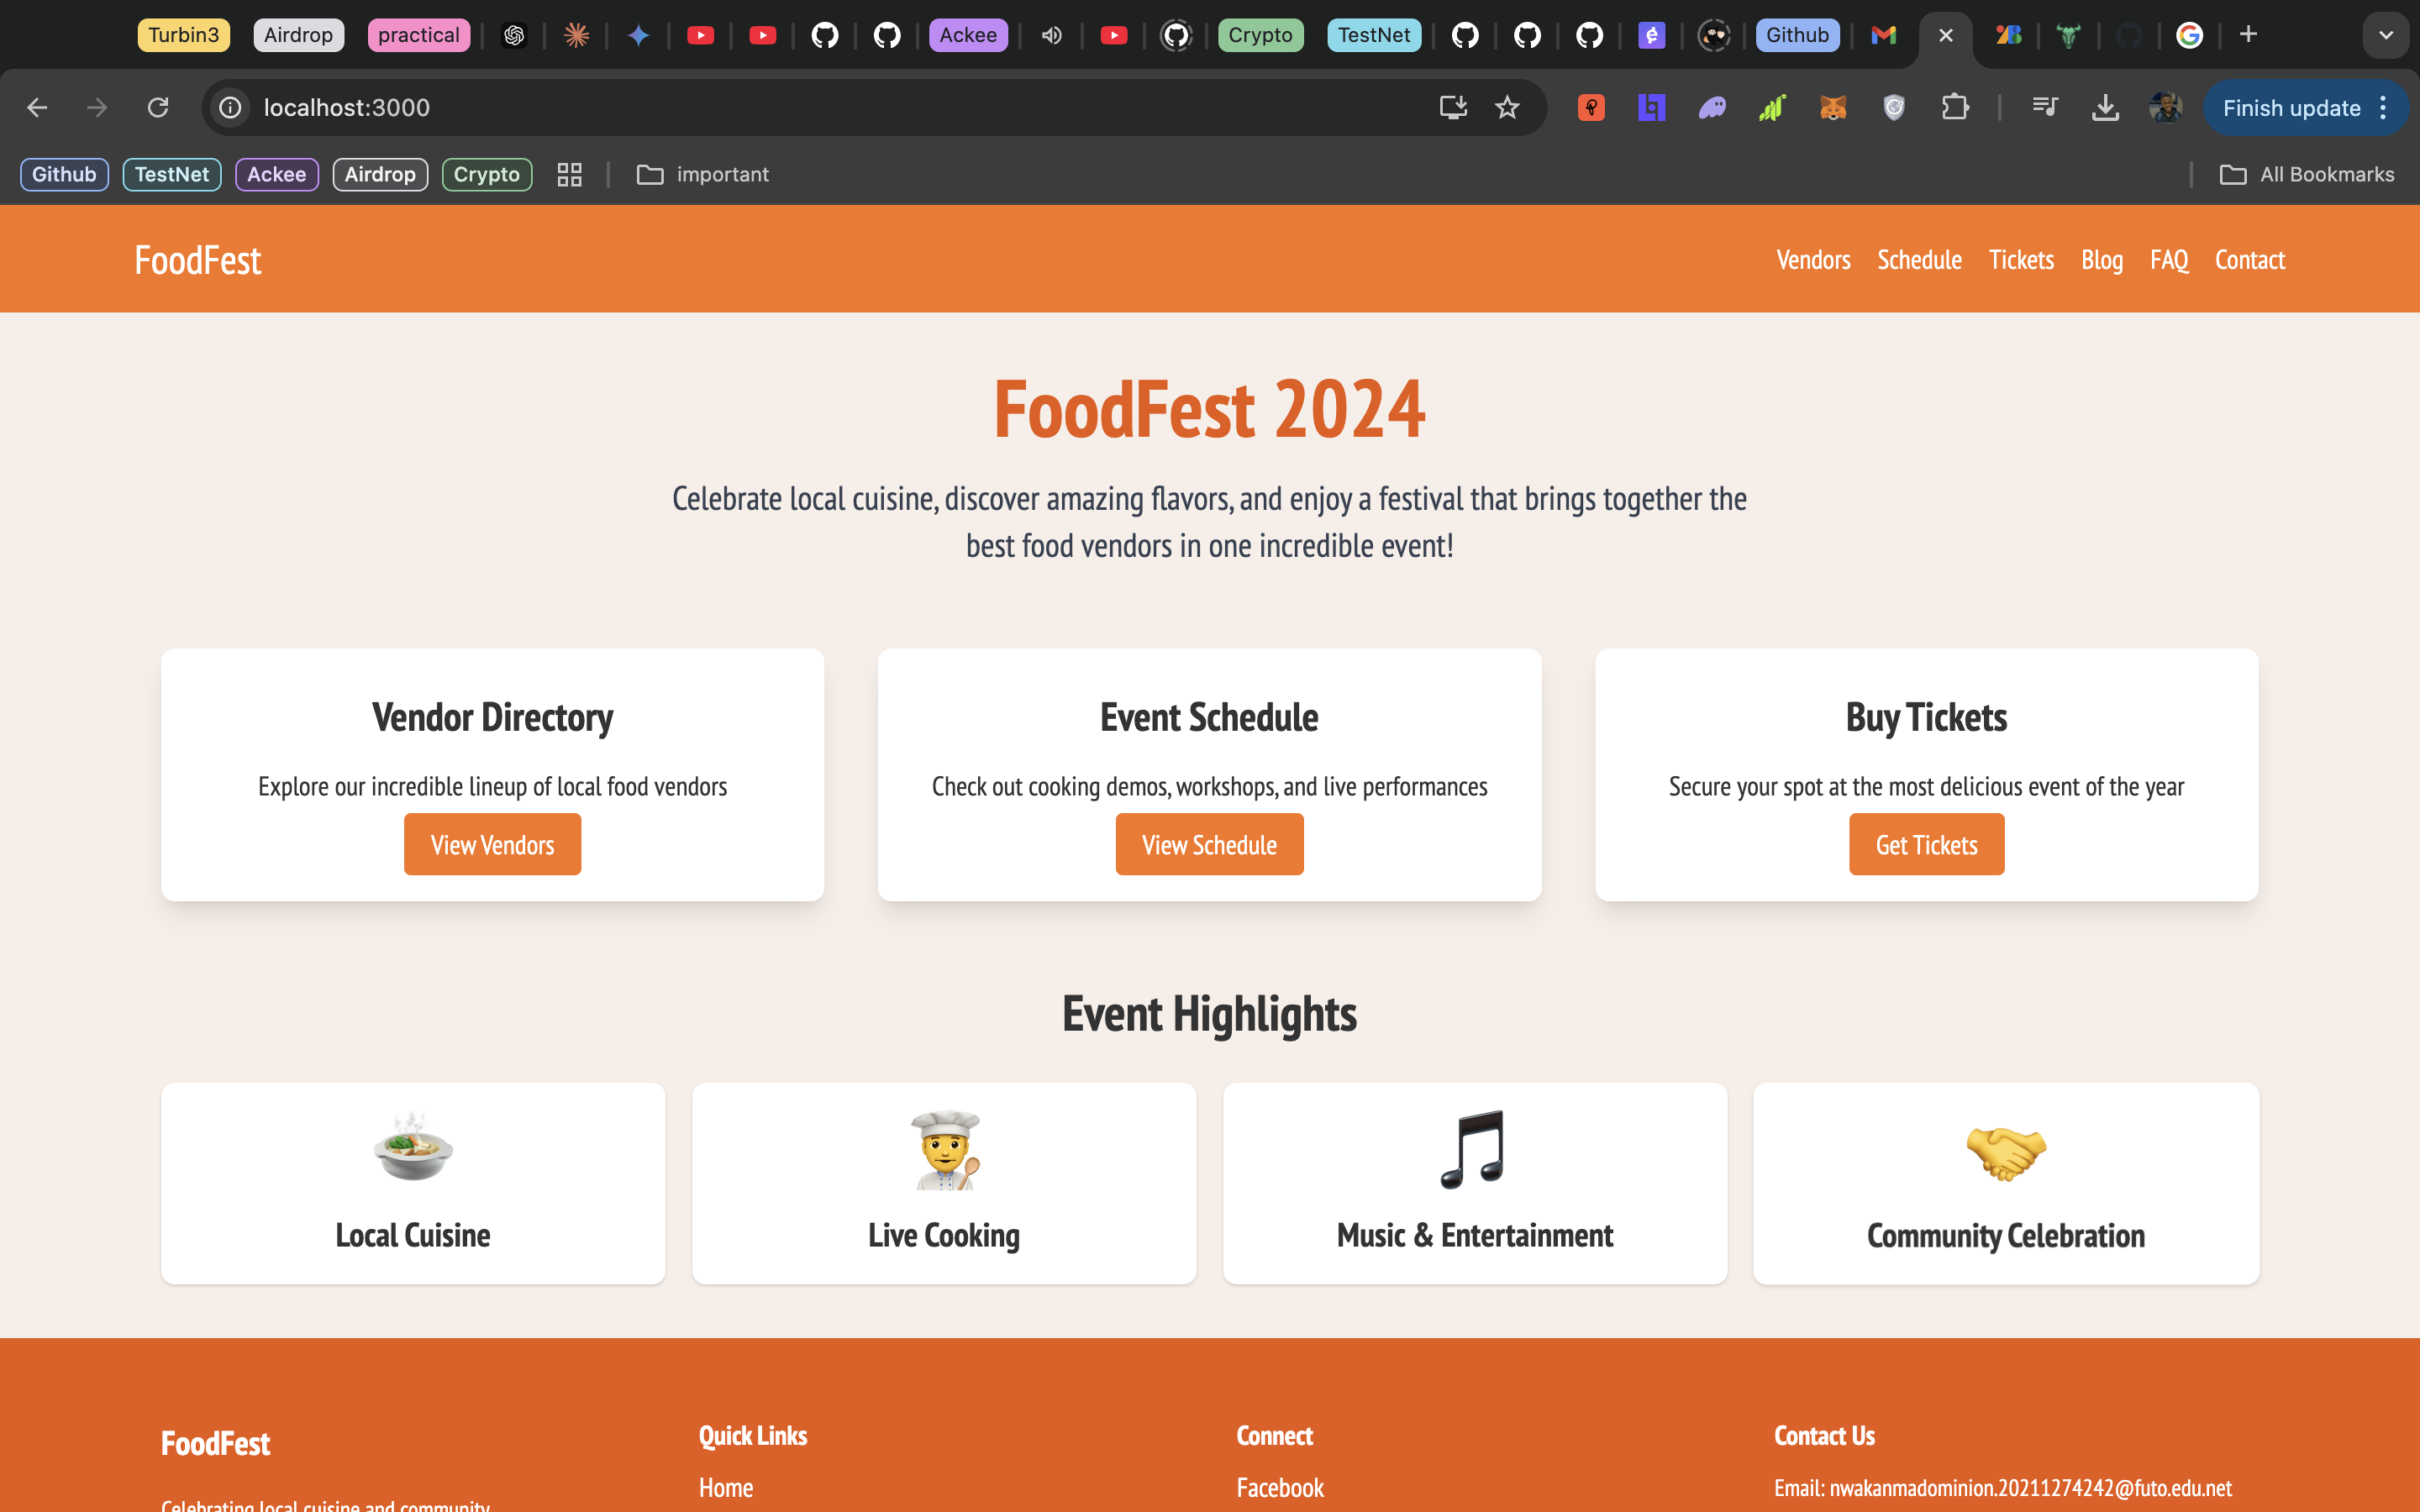 Turbin3 Airdrop practical Ackee Crypto TestNet Github
localhost:3000 Finish update
Github TestNet Ackee Airdrop Crypto important All Bookmarks
FoodFest Vendors Schedule Tickets Blog FAQ Contact
FoodFest 2024
Celebrate local cuisine, discover amazing flavors, and enjoy a festival that brings together the
best food vendors in one incredible event!
Vendor Directory
Explore our incredible lineup of local food vendors
View Vendors
Event Schedule
Check out cooking demos, workshops, and live performances
View Schedule
Buy Tickets
Secure your spot at the most delicious event of the year
Get Tickets
Event Highlights
Local Cuisine
Live Cooking
Music & Entertainment
Community Celebration
FoodFest
Celebrating local cuisine and community
Quick Links
Home
Connect
Facebook
Contact Us
Email: nwakanmadominion.20211274242@futo.edu.net